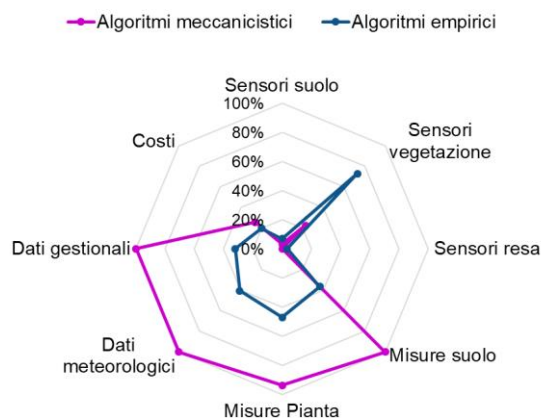 Algoritmi meccanicistici Algoritmi empirici
Sensori suolo
100%
80%
60%
40%
20%
0%
Sensori
vegetazione
Sensori resa
Misure suolo
Misure Pianta
Dati
meteorologici
Dati gestionali
Costi